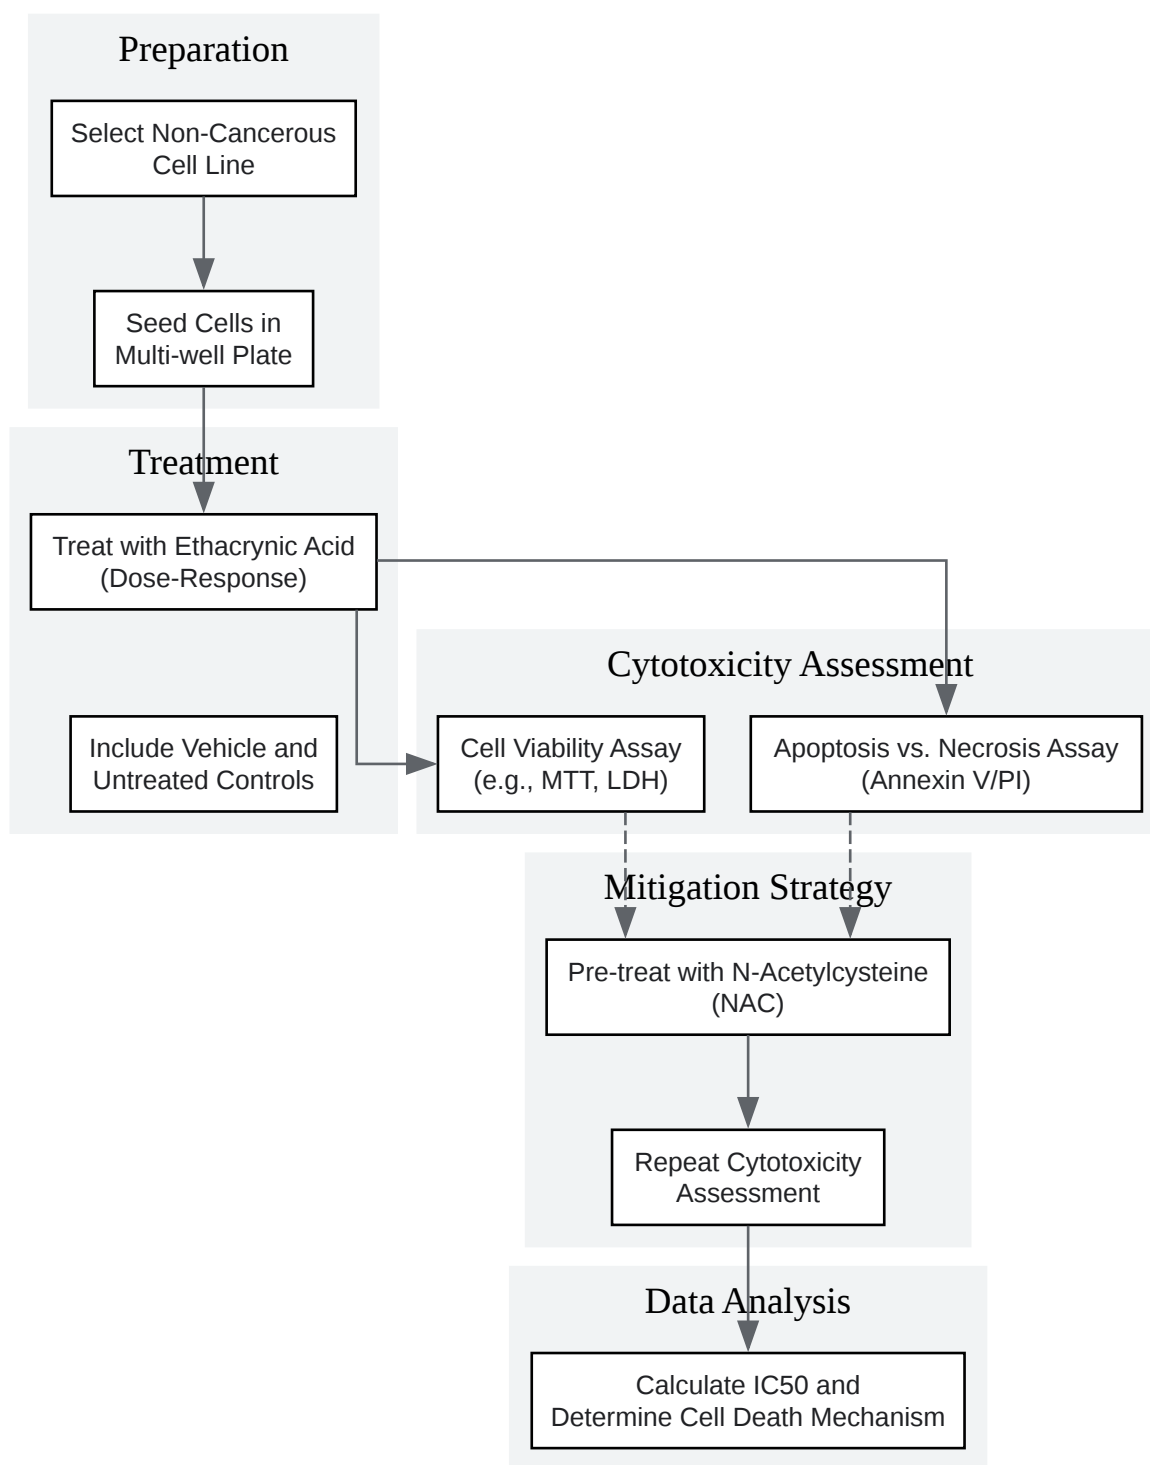 Preparation
Select Non-Cancerous
Cell Line
Seed Cells in
Multi-well Plate
Treatment
Treat with Ethacrynic Acid
(Dose-Response)
Include Vehicle and
Untreated Controls
Cytotoxicity Assessment
Cell Viability Assay
(e.g., MTT, LDH)
Apoptosis vs. Necrosis Assay
(Annexin V/PI)
Mitigation Strategy
Pre-treat with N-Acetylcysteine
(NAC)
Repeat Cytotoxicity
Assessment
Data Analysis
Calculate IC50 and
Determine Cell Death Mechanism